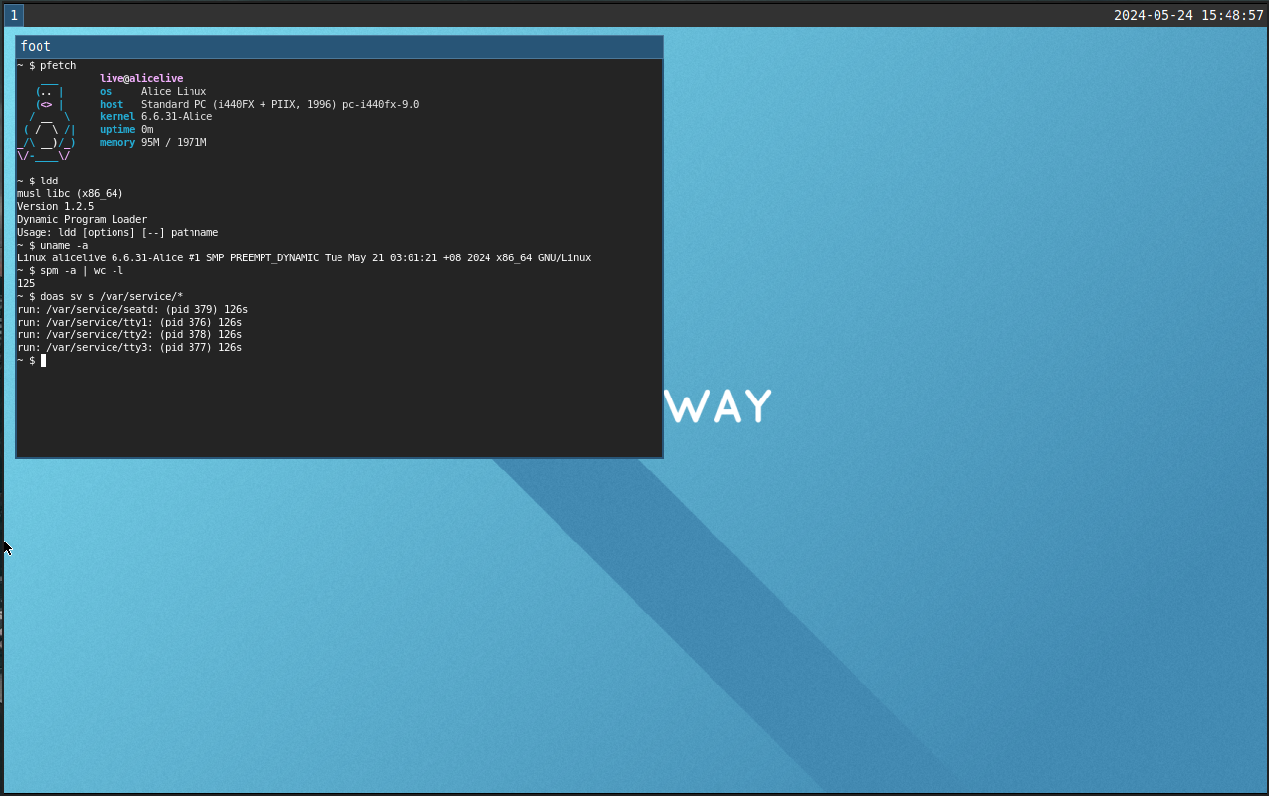 1
2024-05-24 15:48:57
foot
~ $ pfetch
live@alicelive
os Alice Linux
host Standard PC (i440FX + PIIX, 1996) pc-i440fx-9.0
kernel 6.6.31-Alice
uptime 0m
memory 95M / 1971M
~ $ ldd
musl libc (x86_64)
Version 1.2.5
Dynamic Program Loader
Usage: ldd [options] [--] pathname
~ $ uname -a
Linux alicelive 6.6.31-Alice #1 SMP PREEMPT_DYNAMIC Tue May 21 03:01:21 +08 2024 x86_64 GNU/Linux
~ $ spm -a | wc -l
125
~ $ doas sv s /var/service/*
run: /var/service/seatd: (pid 379) 126s
run: /var/service/tty1: (pid 376) 126s
run: /var/service/tty2: (pid 378) 126s
run: /var/service/tty3: (pid 377) 126s
~ $
WAY